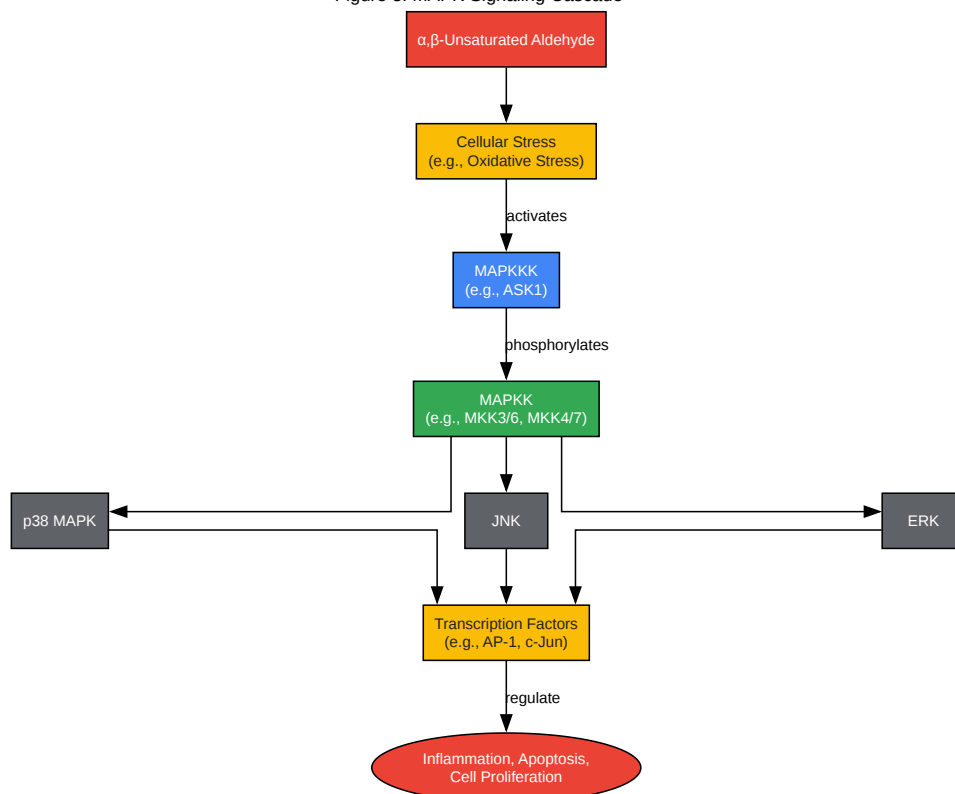 α,β-Unsaturated Aldehyde
Cellular Stress
(e.g., Oxidative Stress)
activates
MAPKKK
(e.g., ASK1)
phosphorylates
MAPKK
(e.g., MKK3/6, MKK4/7)
p38 MAPK
JNK
ERK
Transcription Factors
(e.g., AP-1, c-Jun)
regulate
Inflammation, Apoptosis,
Cell Proliferation